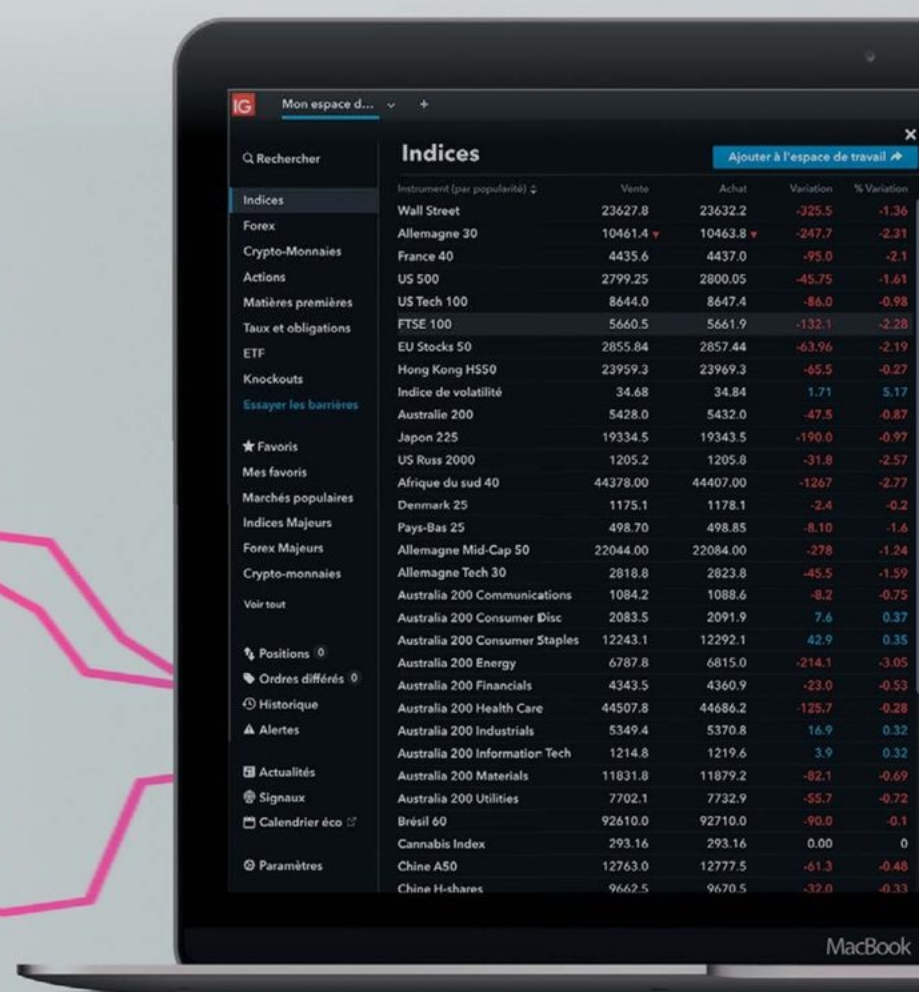 IG Mon espace d... +
×
Rechercher
Indices
Forex
Crypto-Monnaies
Actions
Matières premières
Taux et obligations
ETF
Knockouts
Essayer les barrières
Favoris
Mes favoris
Marchés populaires
Indices Majeurs
Forex Majeurs
Crypto-monnaies
Voir tout
Positions 0
Ordres différés 0
Historique
Alertes
Actualités
Signaux
Calendrier éco
Paramètres
Indices
Ajouter à l'espace de travail
Instrument (par popularité) Vente Achat Variation % Variation
Wall Street 23627.8 23632.2 -325.5 -1.36
Allemagne 30 10461.4 10463.8 -247.7 -2.31
France 40 4435.6 4437.0 -95.0 -2.1
US 500 2799.25 2800.05 -45.75 -1.61
US Tech 100 8644.0 8647.4 -86.0 -0.98
FTSE 100 5660.5 5661.9 -132.1 -2.28
EU Stocks 50 2855.84 2857.44 -63.96 -2.19
Hong Kong HS50 23959.3 23969.3 -65.5 -0.27
Indice de volatilité 34.68 34.84 1.71 5.17
Australie 200 5428.0 5432.0 -47.5 -0.87
Japon 225 19334.5 19343.5 -190.0 -0.97
US Russ 2000 1205.2 1205.8 -31.8 -2.57
Afrique du sud 40 44378.00 44407.00 -1267 -2.77
Denmark 25 1175.1 1178.1 -2.4 -0.2
Pays-Bas 25 498.70 498.85 -8.10 -1.6
Allemagne Mid-Cap 50 22044.00 22084.00 -278 -1.24
Allemagne Tech 30 2818.8 2823.8 -45.5 -1.59
Australia 200 Communications 1084.2 1088.6 -8.2 -0.75
Australia 200 Consumer Disc 2083.5 2091.9 7.6 0.37
Australia 200 Consumer Staples 12243.1 12292.1 42.9 0.35
Australia 200 Energy 6787.8 6815.0 -214.1 -3.05
Australia 200 Financials 4343.5 4360.9 -23.0 -0.53
Australia 200 Health Care 44507.8 44686.2 -125.7 -0.28
Australia 200 Industrials 5349.4 5370.8 16.9 0.32
Australia 200 Information Tech 1214.8 1219.6 3.9 0.32
Australia 200 Materials 11831.8 11879.2 -82.1 -0.69
Australia 200 Utilities 7702.1 7732.9 -55.7 -0.72
Brésil 60 92610.0 92710.0 -90.0 -0.1
Cannabis Index 293.16 293.16 0.00 0
Chine A50 12763.0 12777.5 -61.3 -0.48
Chine H-shares 9662.5 9670.5 -32.0 -0.33
MacBook